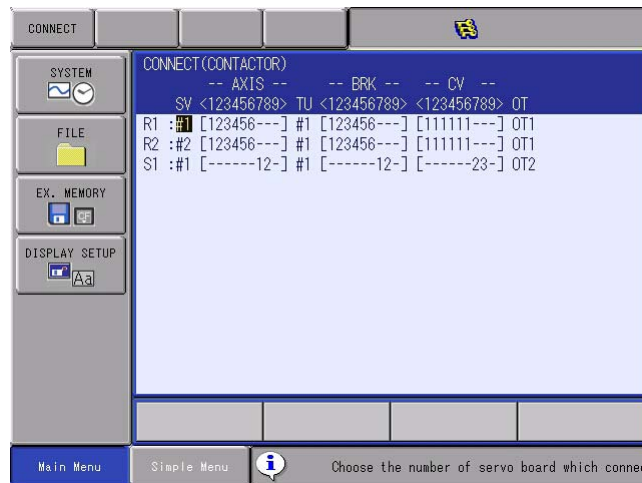 CONNECT
SYSTEM
FILE
EX. MEMORY
CF
DISPLAY SETUP
Aa
CONNECT(CONTACTOR)
-- AXIS -- -- BRK -- -- CV --
SV <123456789> TU <123456789> <123456789> OT
R1 :#1 [123456---] #1 [123456---] [111111---] OT1
R2 :#2 [123456---] #1 [123456---] [111111---] OT1
S1 :#1 [------12-] #1 [------12-] [------23-] OT2
Main Menu
Simple Menu
Choose the number of servo board which conne